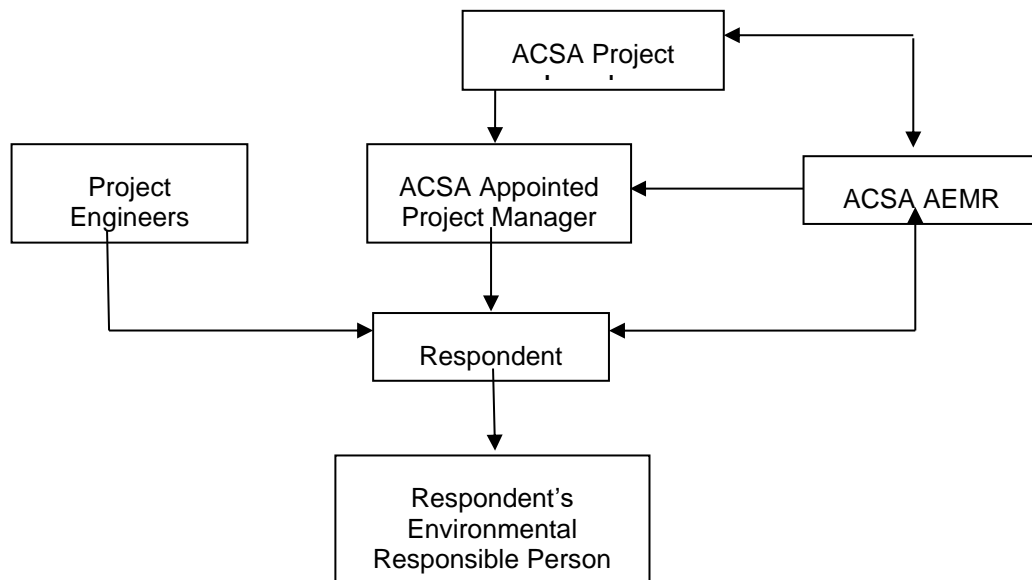 ACSA Project
Project
Engineers
ACSA Appointed
Project Manager
ACSA AEMR
Respondent
Respondent’s
Environmental
Responsible Person